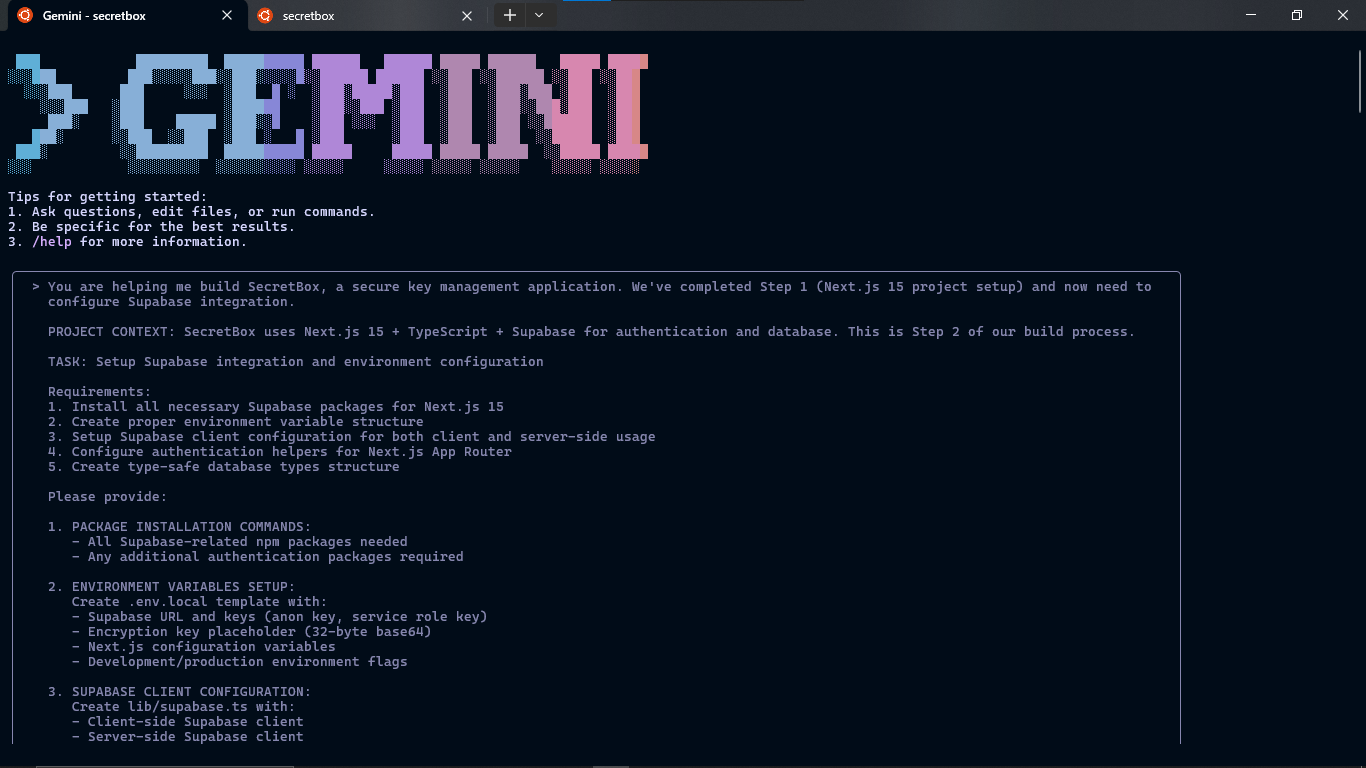 Gemini - secretbox
secretbox
> GEMINI
Tips for getting started:
1. Ask questions, edit files, or run commands.
2. Be specific for the best results.
3. /help for more information.
> You are helping me build SecretBox, a secure key management application. We've completed Step 1 (Next.js 15 project setup) and now need to
configure Supabase integration.
PROJECT CONTEXT: SecretBox uses Next.js 15 + TypeScript + Supabase for authentication and database. This is Step 2 of our build process.
TASK: Setup Supabase integration and environment configuration
Requirements:
1. Install all necessary Supabase packages for Next.js 15
2. Create proper environment variable structure
3. Setup Supabase client configuration for both client and server-side usage
4. Configure authentication helpers for Next.js App Router
5. Create type-safe database types structure
Please provide:
1. PACKAGE INSTALLATION COMMANDS:
- All Supabase-related npm packages needed
- Any additional authentication packages required
2. ENVIRONMENT VARIABLES SETUP:
Create .env.local template with:
- Supabase URL and keys (anon key, service role key)
- Encryption key placeholder (32-byte base64)
- Next.js configuration variables
- Development/production environment flags
3. SUPABASE CLIENT CONFIGURATION:
Create lib/supabase.ts with:
- Client-side Supabase client
- Server-side Supabase client